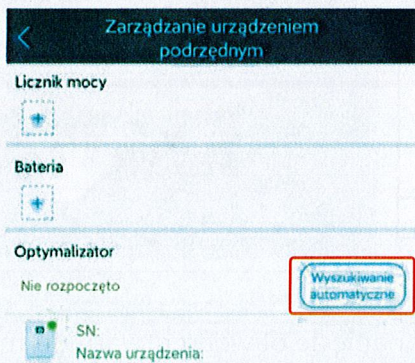 Zarządzanie urządzeniem
podrzędnym
Licznik mocy
Bateria
Optymalizator
Nie rozpoczęto
Wyszukiwanie
automatyczne
SN:
Nazwa urządzenia: